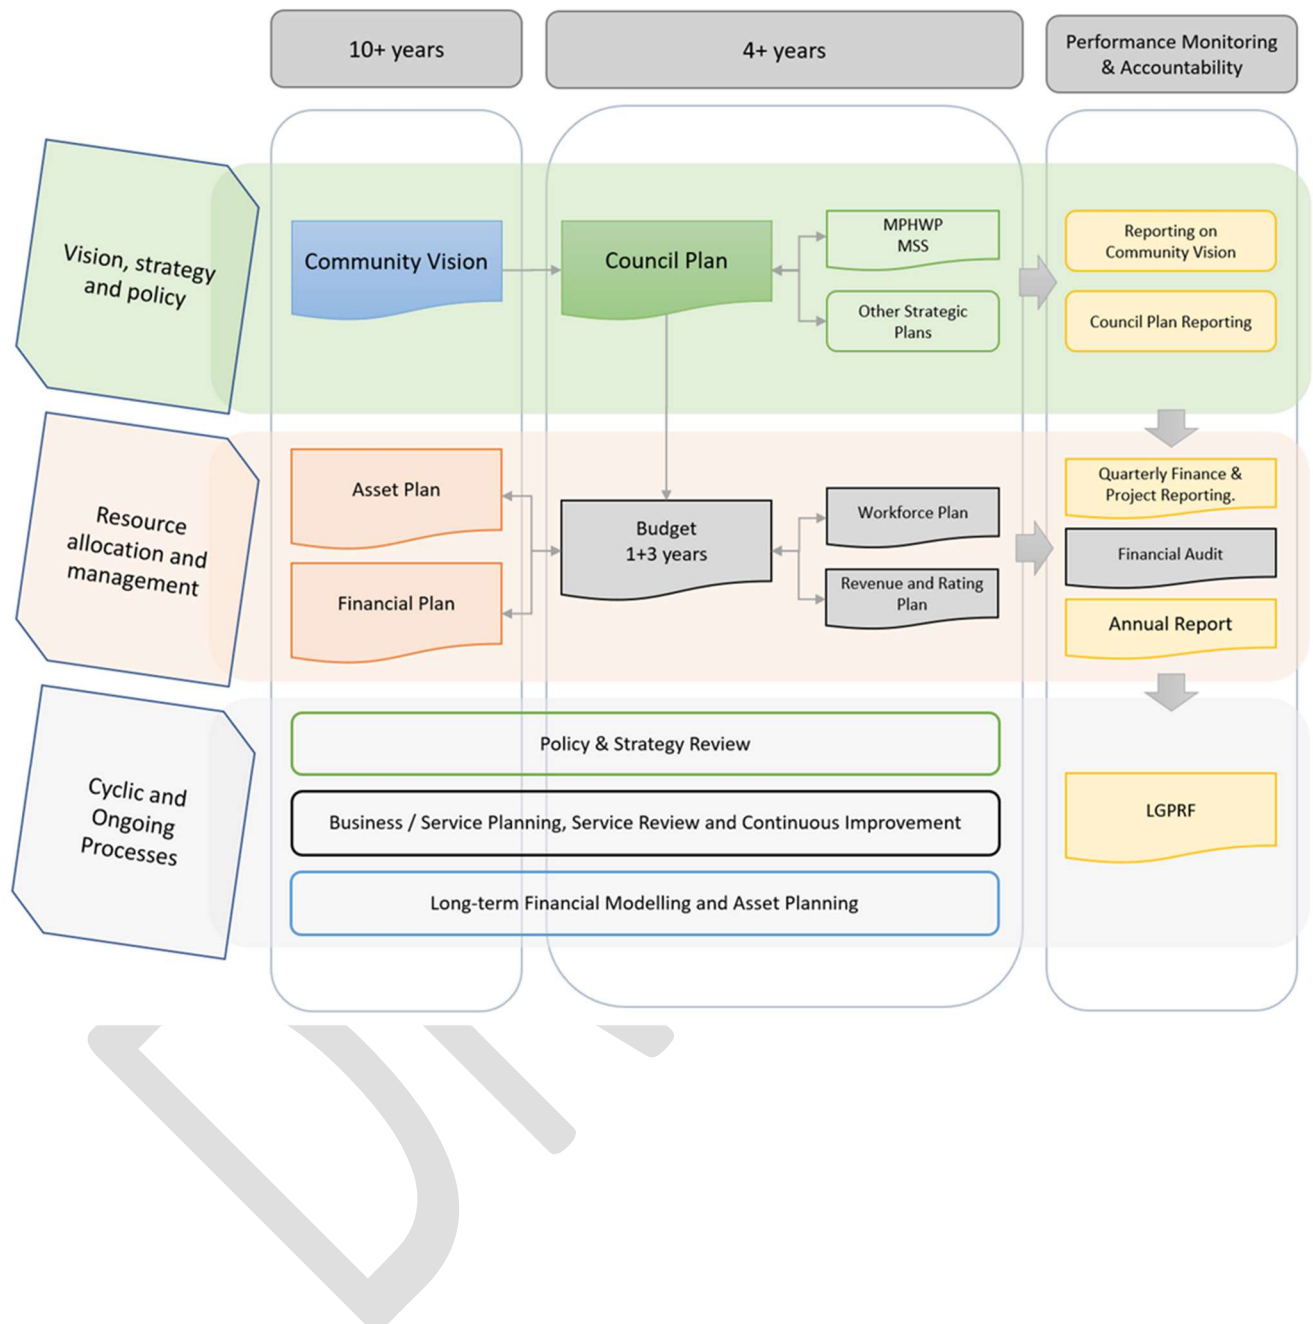 10+ years
4+ years
Performance Monitoring
& Accountability
Vision, strategy
and policy
Community Vision
Council Plan
MPHWP
MSS
Other Strategic
Plans
Reporting on
Community Vision
Council Plan Reporting
Resource
allocation and
management
Asset Plan
Financial Plan
Budget
1+3 years
Workforce Plan
Revenue and Rating
Plan
Quarterly Finance &
Project Reporting.
Financial Audit
Annual Report
Cyclic and
Ongoing
Processes
Policy & Strategy Review
Business / Service Planning, Service Review and Continuous Improvement
Long-term Financial Modelling and Asset Planning
LGPRF